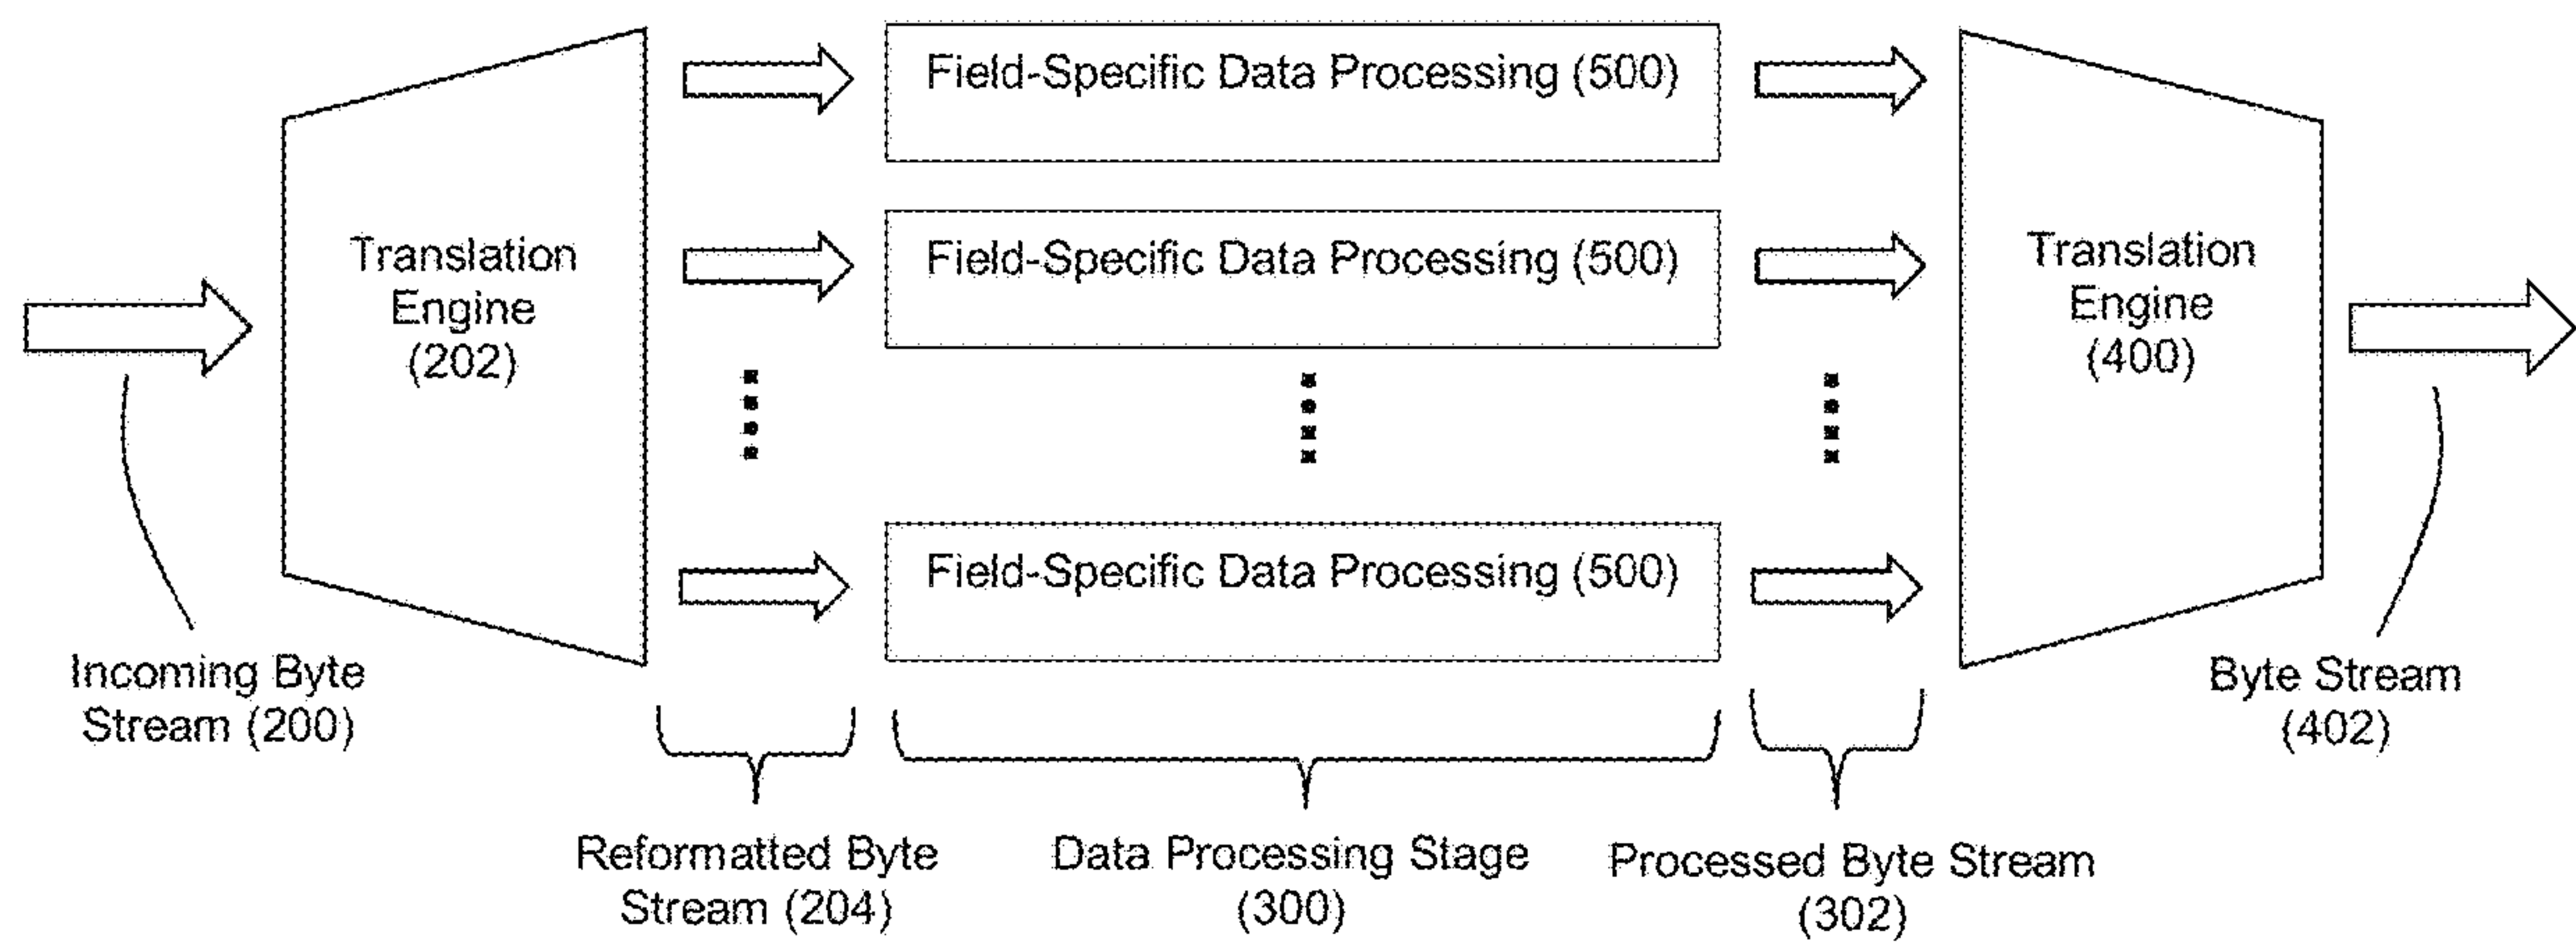 Field-Specific Data Processing (500)
Translation
Engine
(202)
Field-Specific Data Processing (500)
Translation
Engine
(400)
Field-Specific Data Processing (500)
Incoming Byte
Stream (200)
Byte Stream
(402)
Reformatted Byte
Stream (204)
Data Processing Stage
(300)
Processed Byte Stream
(302)